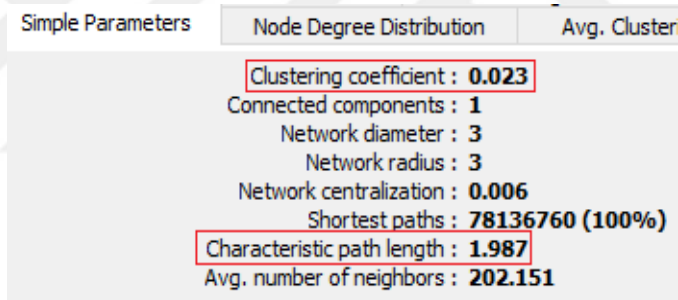 Simple Parameters Node Degree Distribution Avg. Clusteri
Clustering coefficient : 0.023
Connected components : 1
Network diameter : 3
Network radius : 3
Network centralization : 0.006
Shortest paths : 78136760 (100%)
Characteristic path length : 1.987
Avg. number of neighbors : 202.151